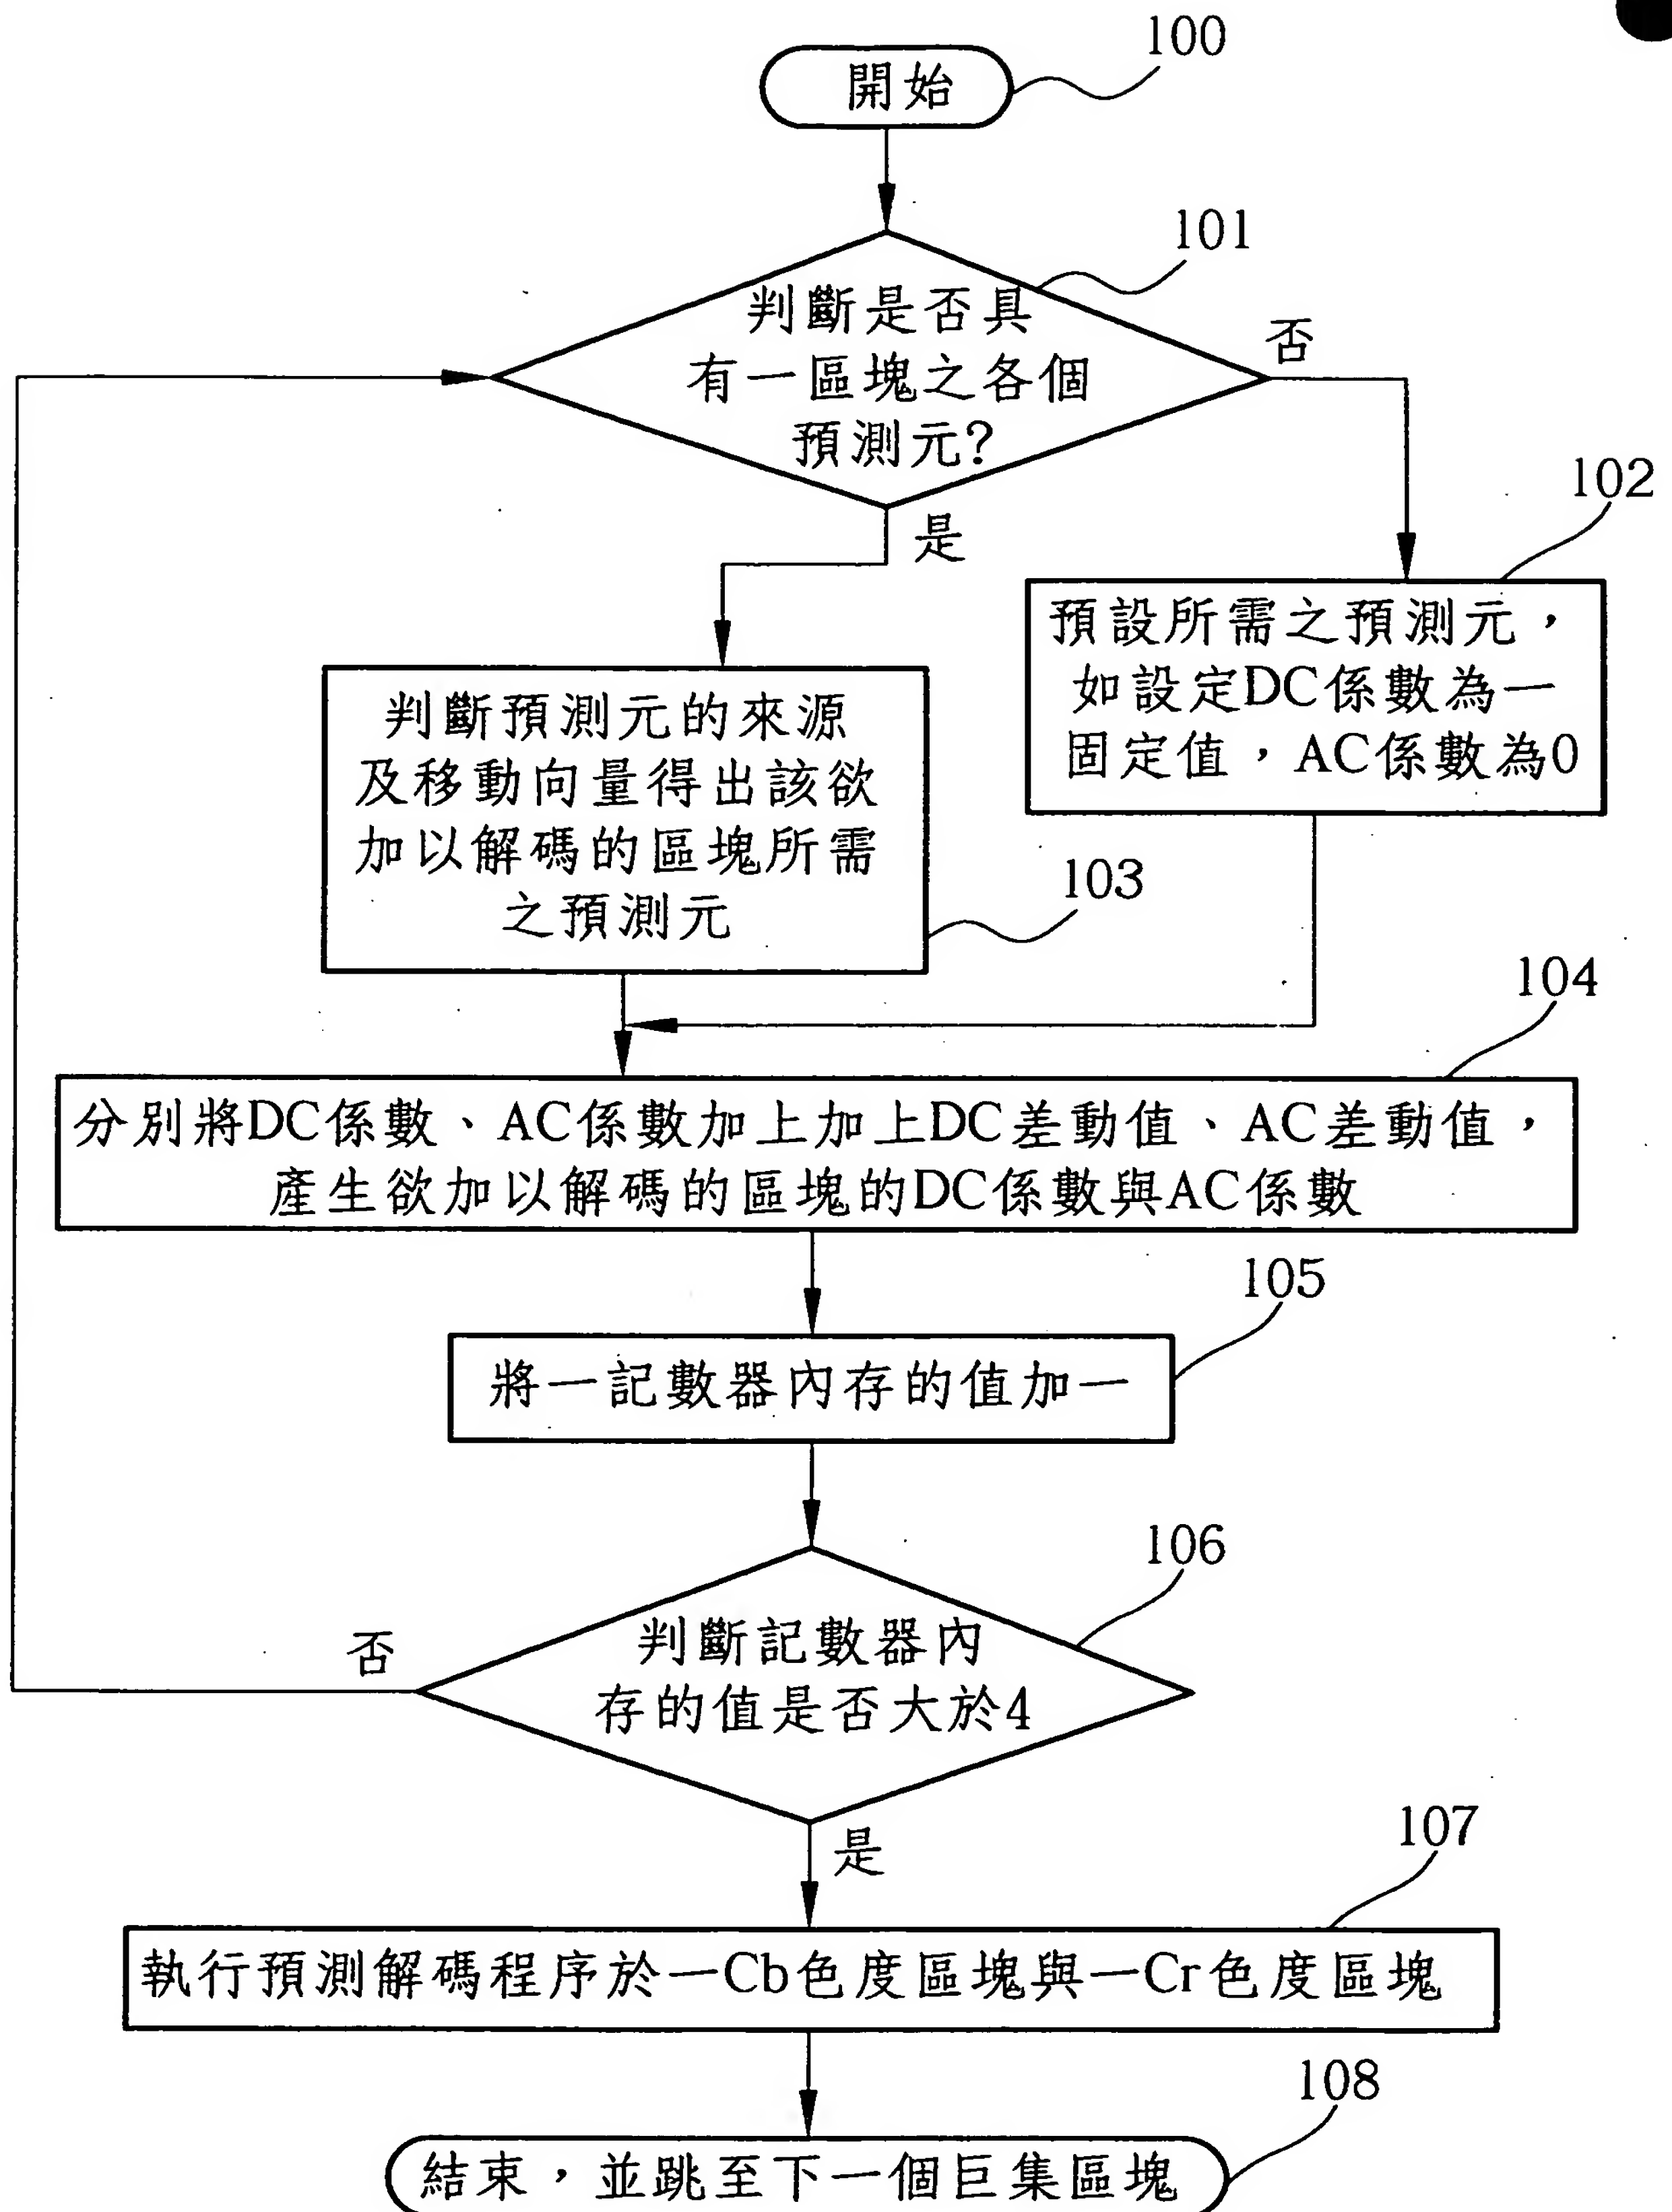 100
開始
101
判斷是否具
有一區塊之各個
預測元?
否
是
102
預設所需之預測元，
如設定DC係數為一
固定值，AC係數為0
判斷預測元的來源
及移動向量得出該欲
加以解碼的區塊所需
之預測元
103
104
分別將DC係數、AC係數加上加上DC差動值、AC差動值，
產生欲加以解碼的區塊的DC係數與AC係數
105
將一記數器內存的值加一
106
判斷記數器內
存的值是否大於4
否
是
107
執行預測解碼程序於一Cb色度區塊與一Cr色度區塊
108
結束，並跳至下一個巨集區塊